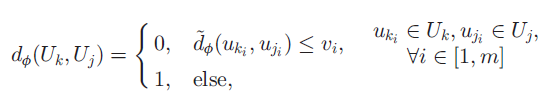 d_ϕ(U_k, U_j) = { 0, d̃_ϕ(u_{k_i}, u_{j_i}) ≤ v_i, u_{k_i} ∈ U_k, u_{j_i} ∈ U_j,
∀i ∈ [1, m]
1, else,